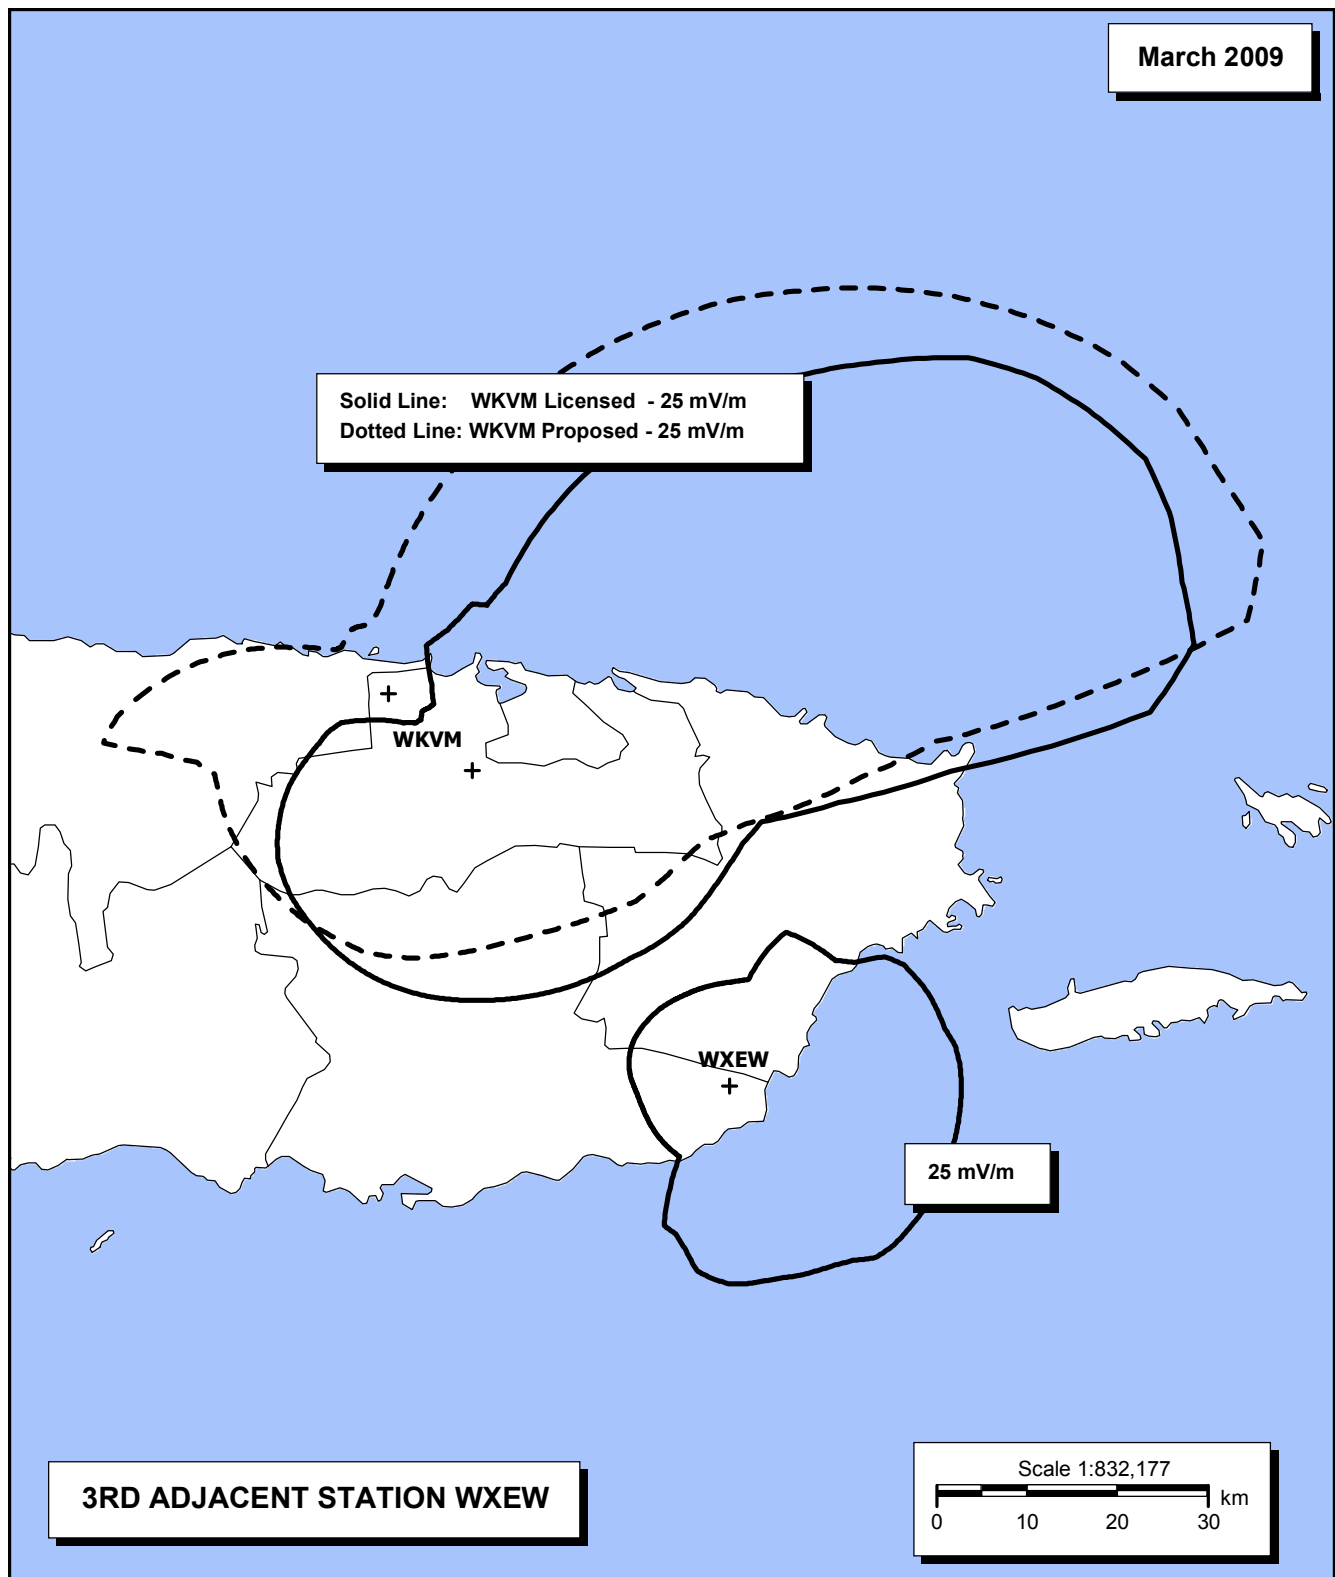 March 2009
Solid Line: WKVM Licensed - 25 mV/m
Dotted Line: WKVM Proposed - 25 mV/m
WKVM
WXEW
25 mV/m
3RD ADJACENT STATION WXEW
Scale 1:832,177
km
0 10 20 30